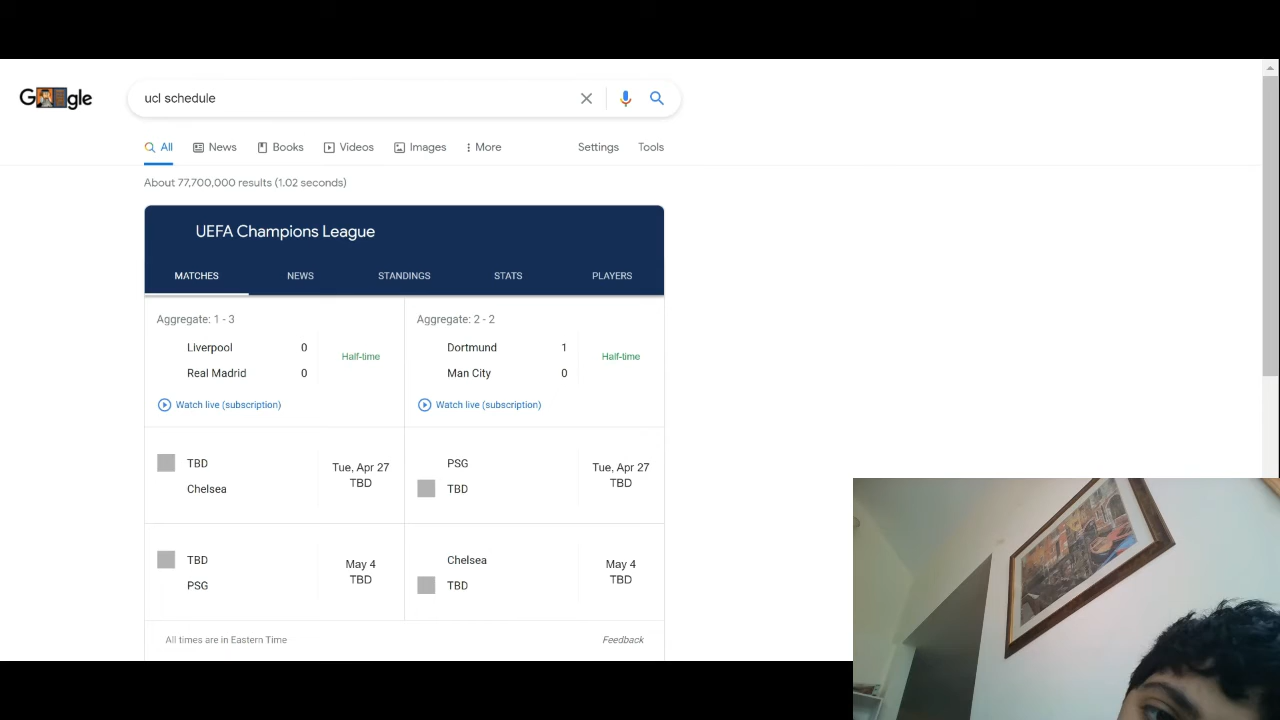 Google
ucl schedule
All News Books Videos Images More Settings Tools
About 77,700,000 results (1.02 seconds)
UEFA Champions League
MATCHES NEWS STANDINGS STATS PLAYERS
Aggregate: 1 - 3
Liverpool 0
Real Madrid 0
Half-time
Watch live (subscription)
Aggregate: 2 - 2
Dortmund 1
Man City 0
Half-time
Watch live (subscription)
TBD
Chelsea
Tue, Apr 27
TBD
PSG
TBD
Tue, Apr 27
TBD
TBD
PSG
May 4
TBD
Chelsea
TBD
May 4
TBD
All times are in Eastern Time
Feedback